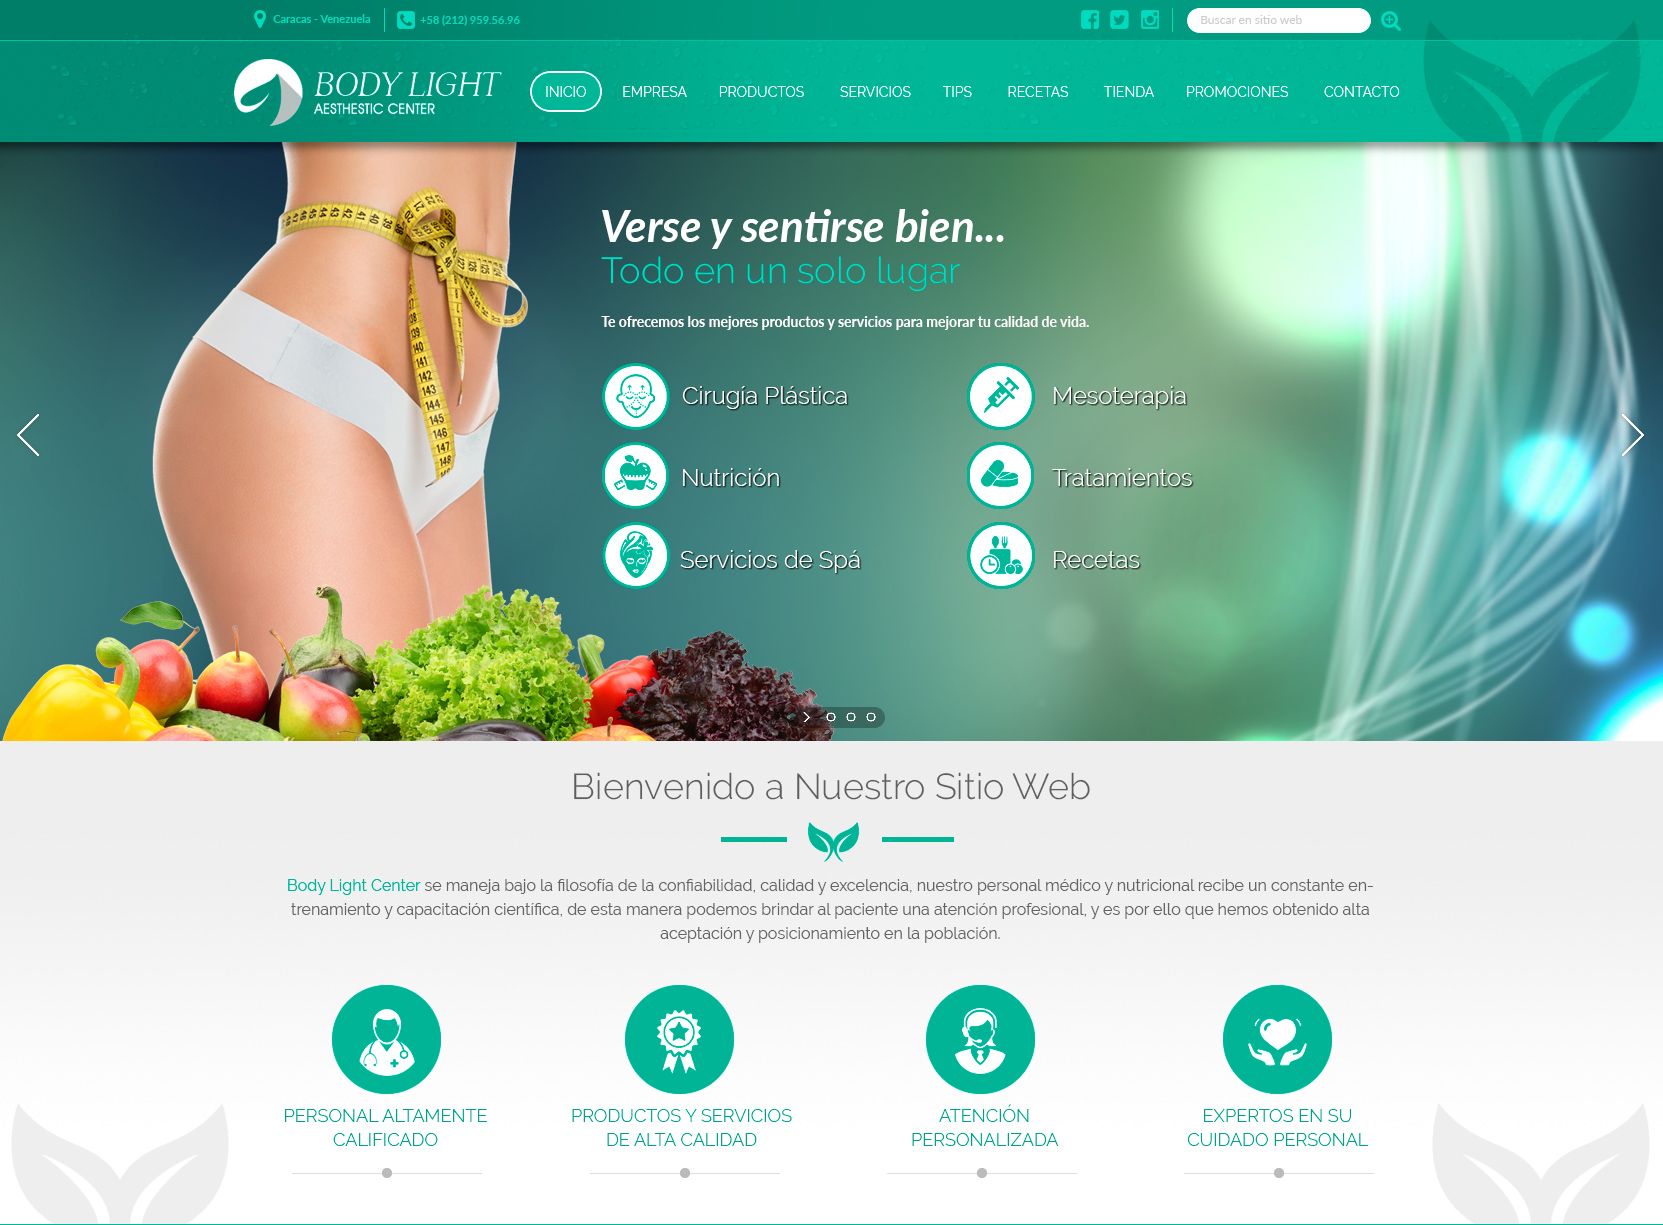 Caracas - Venezuela
+58 (212) 959.56.96
Buscar en sitio web
BODY LIGHT
AESTHESTIC CENTER
INICIO
EMPRESA
PRODUCTOS
SERVICIOS
TIPS
RECETAS
TIENDA
PROMOCIONES
CONTACTO
Verse y sentirse bien...
Todo en un solo lugar
Te ofrecemos los mejores productos y servicios para mejorar tu calidad de vida.
Cirugía Plástica
Mesoterapia
Nutrición
Tratamientos
Servicios de Spá
Recetas
Bienvenido a Nuestro Sitio Web
Body Light Center se maneja bajo la filosofía de la confiabilidad, calidad y excelencia, nuestro personal médico y nutricional recibe un constante en-
trenamiento y capacitación científica, de esta manera podemos brindar al paciente una atención profesional, y es por ello que hemos obtenido alta
aceptación y posicionamiento en la población.
PERSONAL ALTAMENTE
CALIFICADO
PRODUCTOS Y SERVICIOS
DE ALTA CALIDAD
ATENCIÓN
PERSONALIZADA
EXPERTOS EN SU
CUIDADO PERSONAL